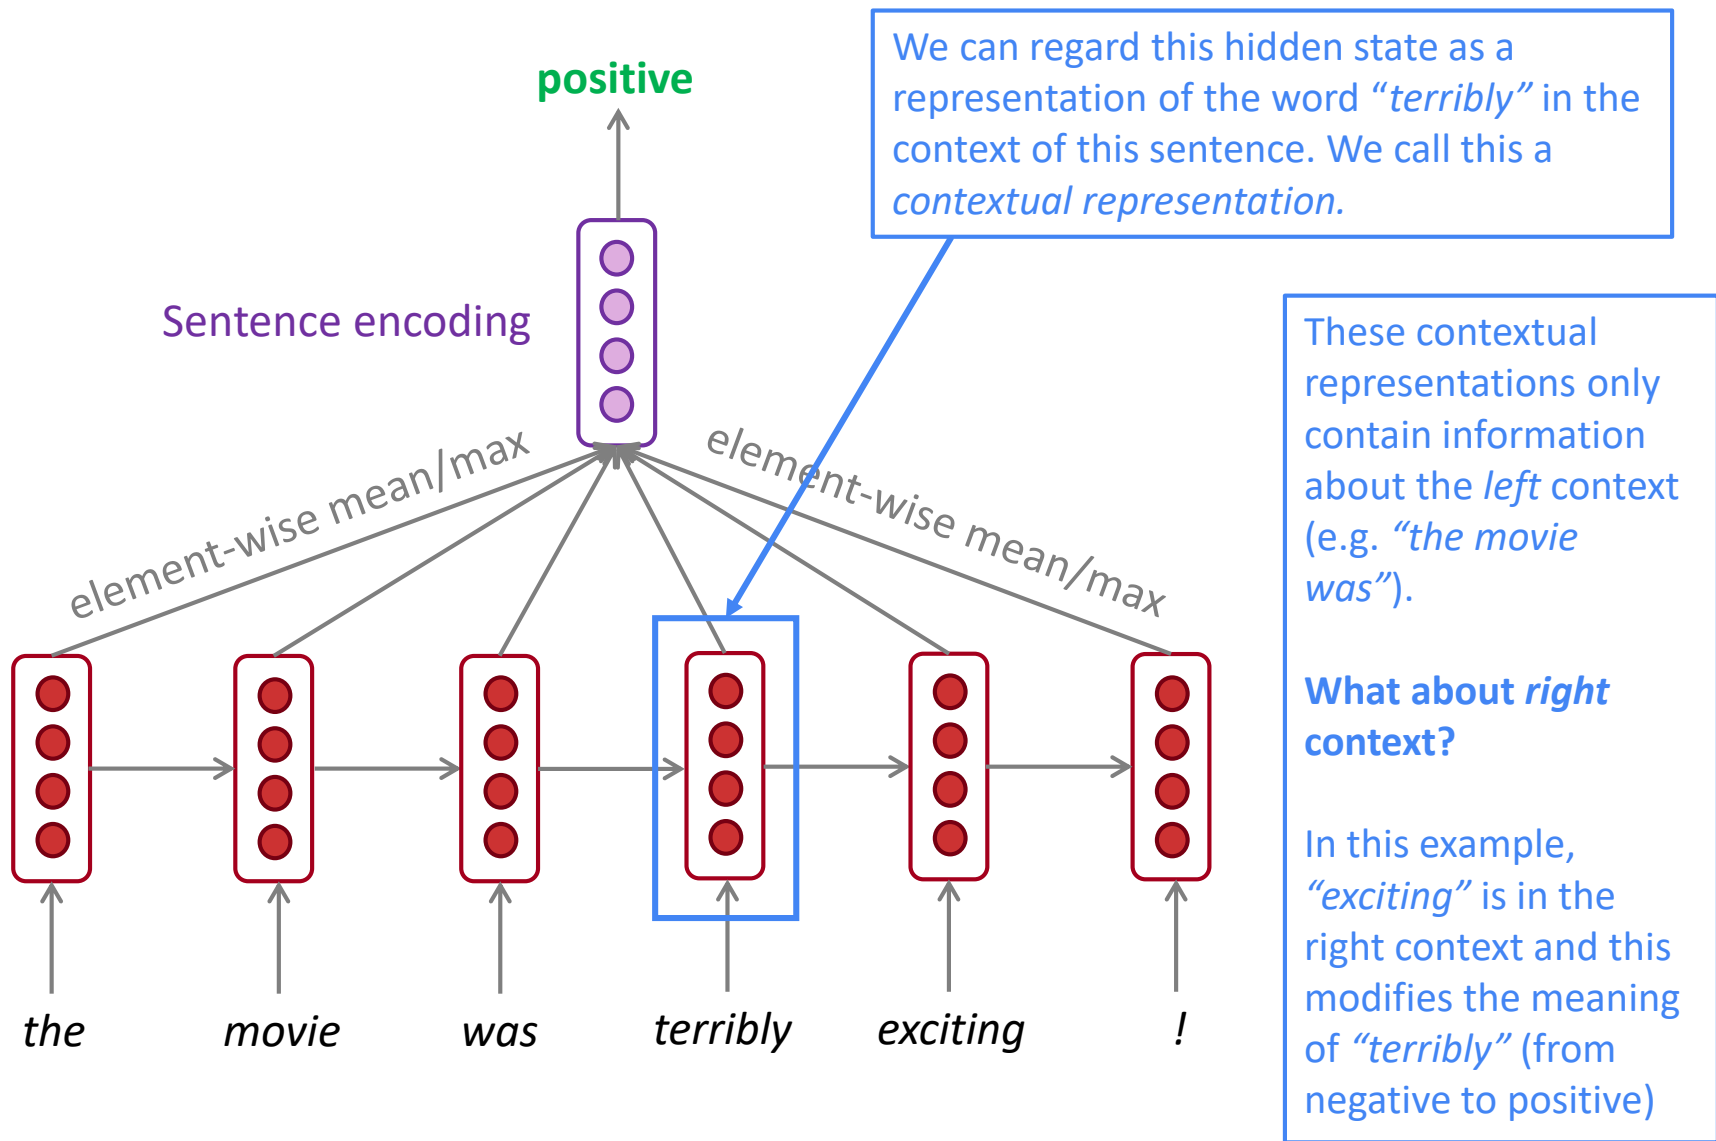 We can regard this hidden state as a
representation of the word “terribly” in the
context of this sentence. We call this a
contextual representation.
positive
Sentence encoding
element-wise mean/max
element-wise mean/max
These contextual
representations only
contain information
about the left context
(e.g. “the movie
was”).
What about right
context?
In this example,
“exciting” is in the
right context and this
modifies the meaning
of “terribly” (from
negative to positive)
the movie was terribly exciting !